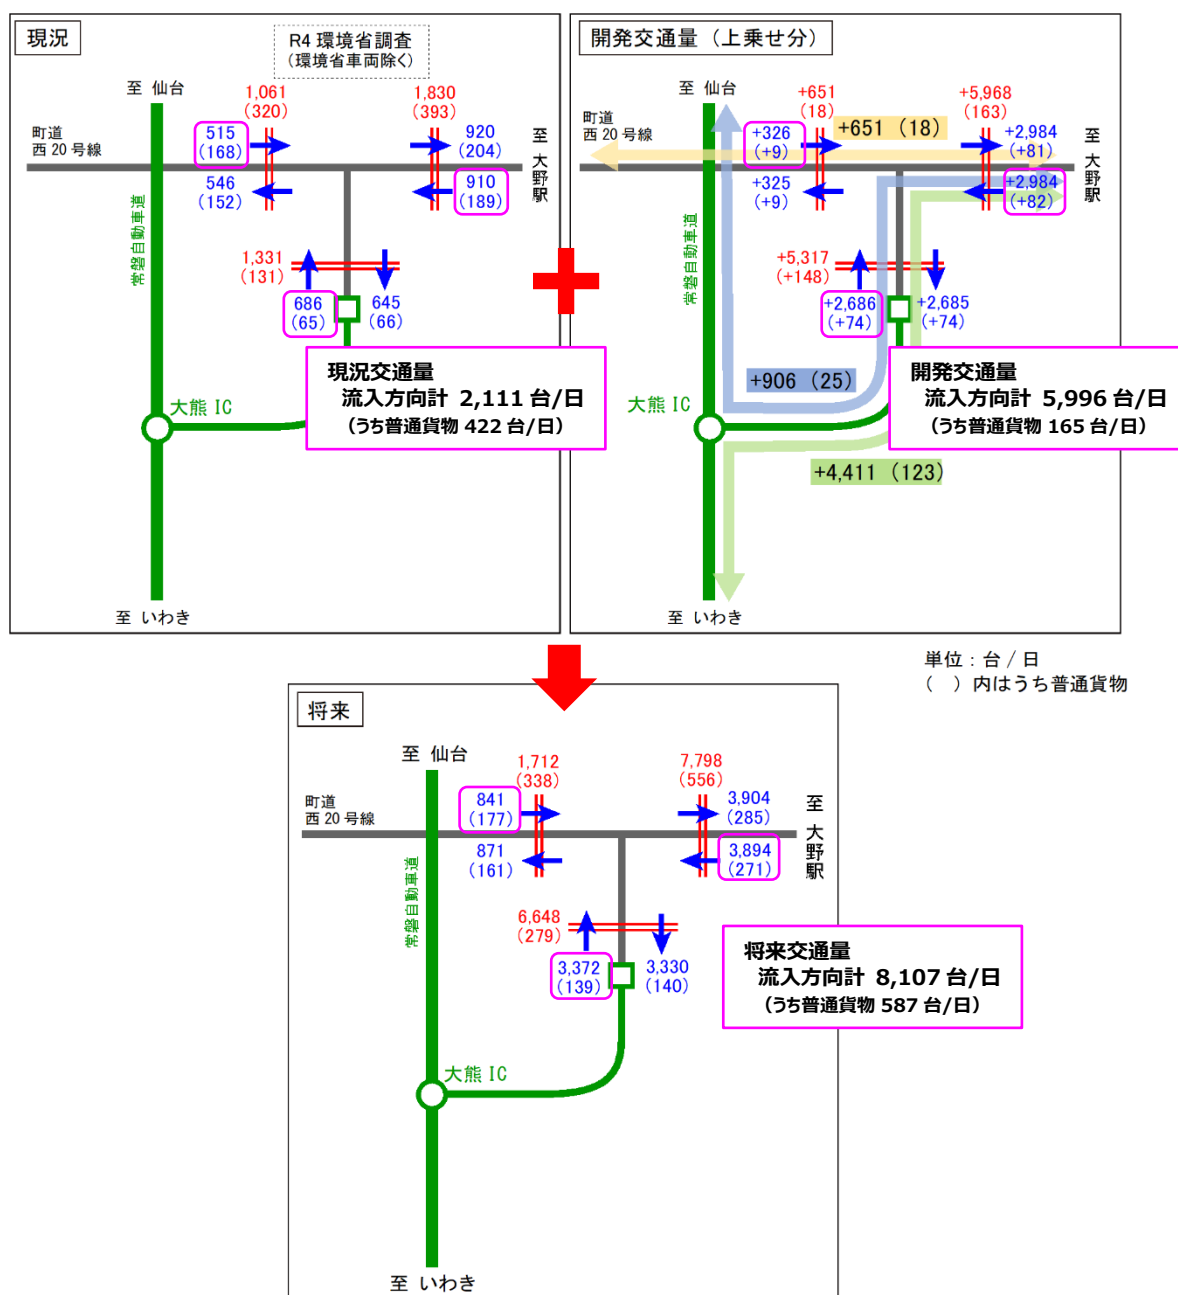 現況
R4 環境省調査
(環境省車両除く)
至 仙台
1,061
(320)
1,830
(393)
町道
西20号線
515
(168)
920
(204)
至 大野駅
546
(152)
910
(189)
常磐自動車道
1,331
(131)
686
(65)
645
(66)
現況交通量
流入方向計 2,111 台/日
(うち普通貨物 422 台/日)
大熊 IC
至 いわき
開発交通量（上乗せ分）
至 仙台
+651
(18)
+5,968
(163)
町道
西20号線
+326
(+9)
+651（18）
+2,984
(+81)
至 大野駅
+325
(+9)
+2,984
(+82)
常磐自動車道
+5,317
(+148)
+2,686
(+74)
+2,685
(+74)
+906（25）
開発交通量
流入方向計 5,996 台/日
(うち普通貨物 165 台/日)
大熊 IC
+4,411（123）
至 いわき
単位：台 / 日
(　) 内はうち普通貨物
将来
至 仙台
1,712
(338)
7,798
(556)
町道
西20号線
841
(177)
3,904
(285)
至 大野駅
871
(161)
3,894
(271)
常磐自動車道
6,648
(279)
3,372
(139)
3,330
(140)
将来交通量
流入方向計 8,107 台/日
(うち普通貨物 587 台/日)
大熊 IC
至 いわき